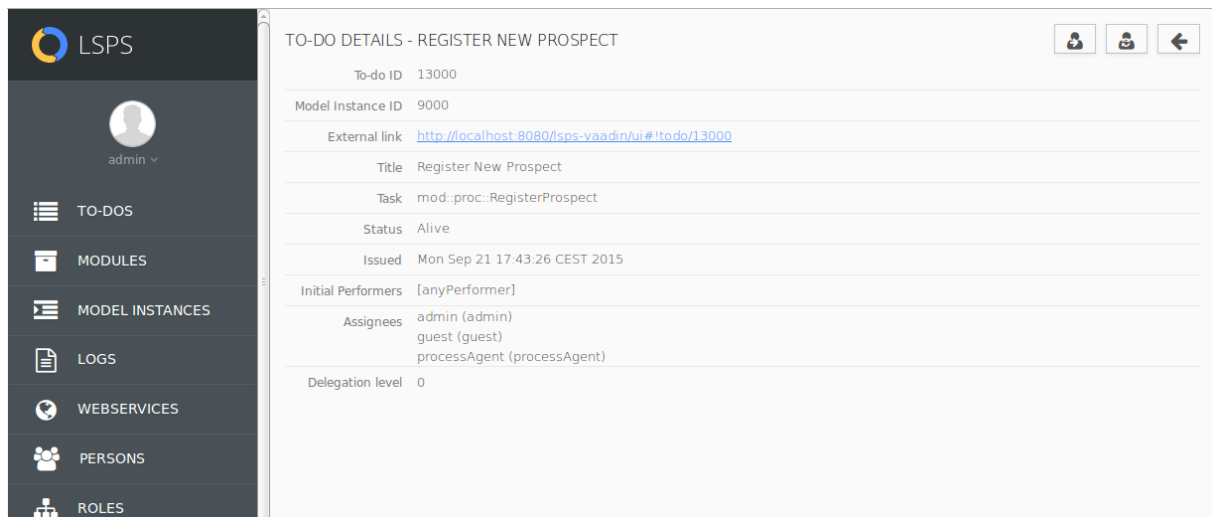 LSPS
admin
TO-DOS
MODULES
MODEL INSTANCES
LOGS
WEBSERVICES
PERSONS
ROLES
TO-DO DETAILS - REGISTER NEW PROSPECT
To-do ID 13000
Model Instance ID 9000
External link http://localhost:8080/lsps-vaadin/ui#!todo/13000
Title Register New Prospect
Task mod::proc::RegisterProspect
Status Alive
Issued Mon Sep 21 17:43:26 CEST 2015
Initial Performers [anyPerformer]
Assignees admin (admin)
guest (guest)
processAgent (processAgent)
Delegation level 0